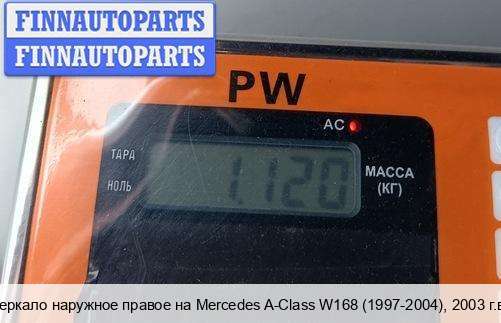 FINNAUTOPARTS
FINNAUTOPARTS
PW
AC
ТАРА
НОЛЬ
1.120
МАССА
(КГ)
еркало наружное правое на Mercedes A-Class W168 (1997-2004), 2003 г.в